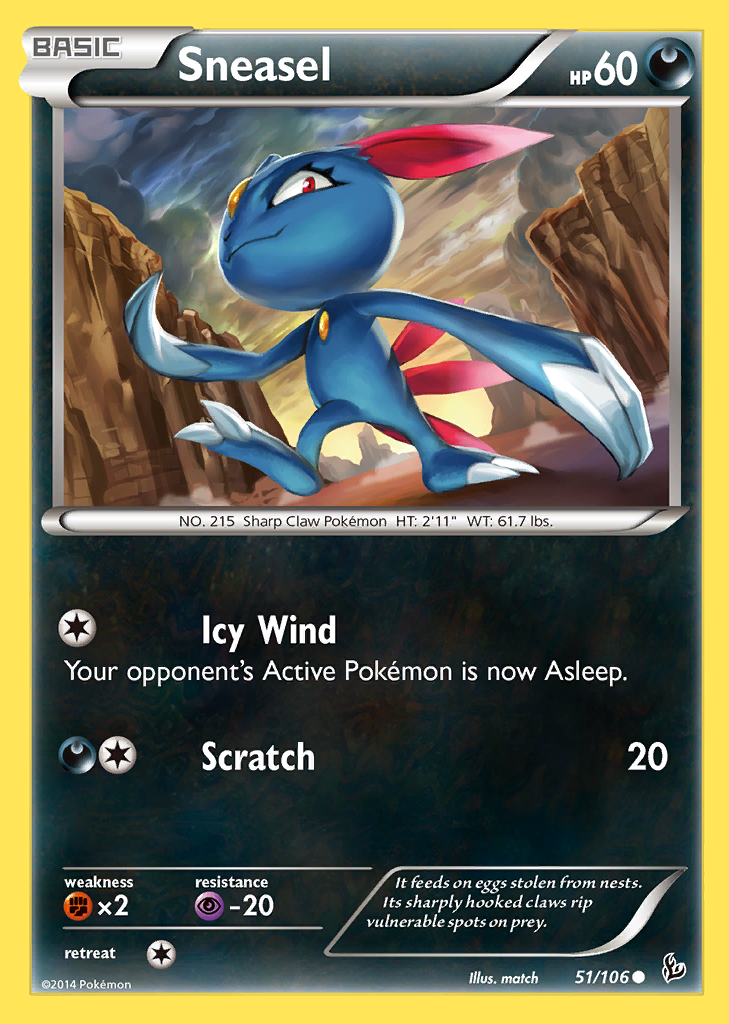 BASIC
Sneasel
HP60
NO. 215 Sharp Claw Pokémon HT: 2'11" WT: 61.7 lbs.
Icy Wind
Your opponent's Active Pokémon is now Asleep.
Scratch 20
weakness resistance
×2 -20
It feeds on eggs stolen from nests.
Its sharply hooked claws rip
vulnerable spots on prey.
retreat
©2014 Pokémon
Illus. match 51/106